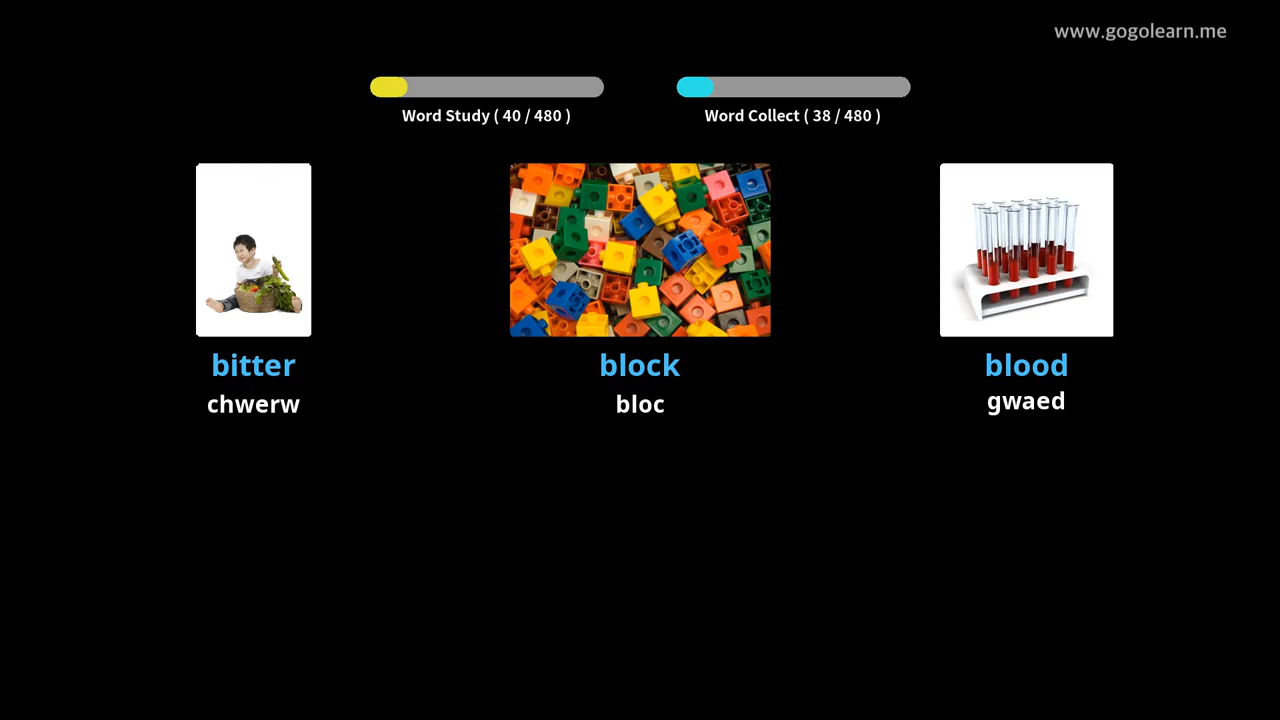 www.gogolearn.me
Word Study ( 40 / 480 )
Word Collect ( 38 / 480 )
bitter
chwerw
block
bloc
blood
gwaed